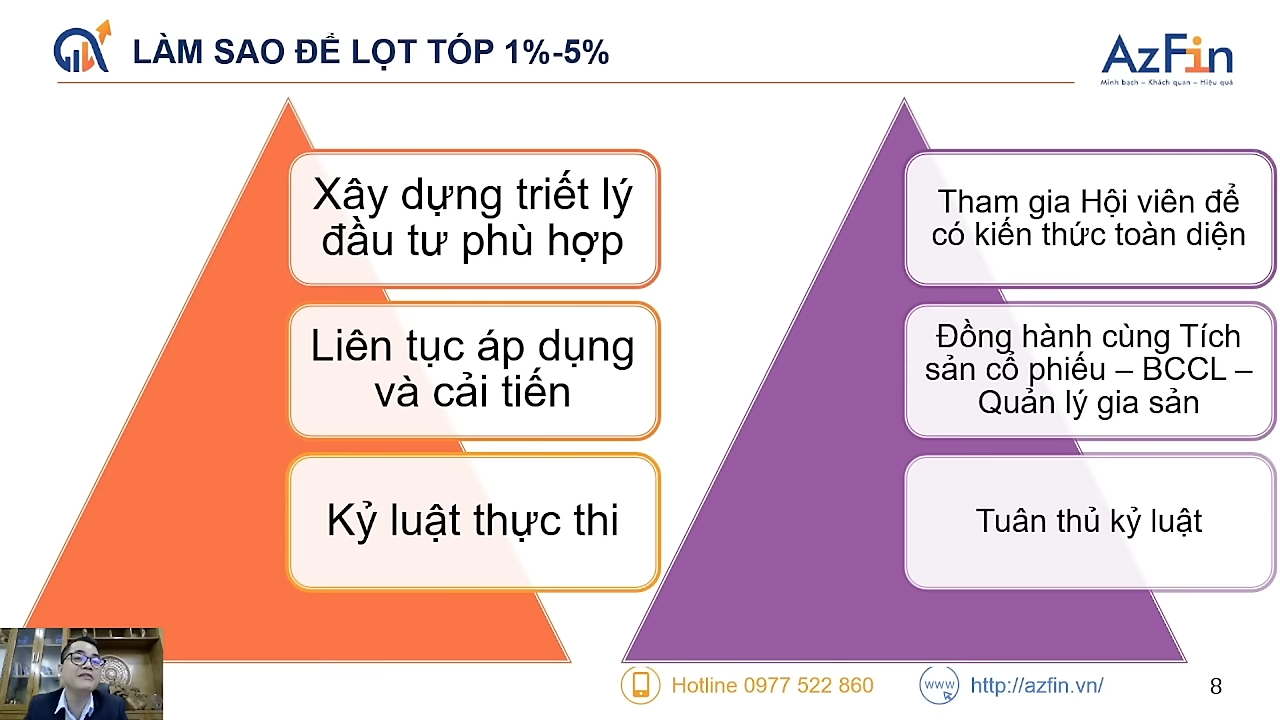 LÀM SAO ĐỂ LỌT TÓP 1%-5%
AzFin
Minh bạch – Khách quan – Hiệu quả
Xây dựng triết lý
đầu tư phù hợp
Liên tục áp dụng
và cải tiến
Kỷ luật thực thi
Tham gia Hội viên để
có kiến thức toàn diện
Đồng hành cùng Tích
sản cổ phiếu – BCCL –
Quản lý gia sản
Tuân thủ kỷ luật
Hotline 0977 522 860
www
http://azfin.vn/
8